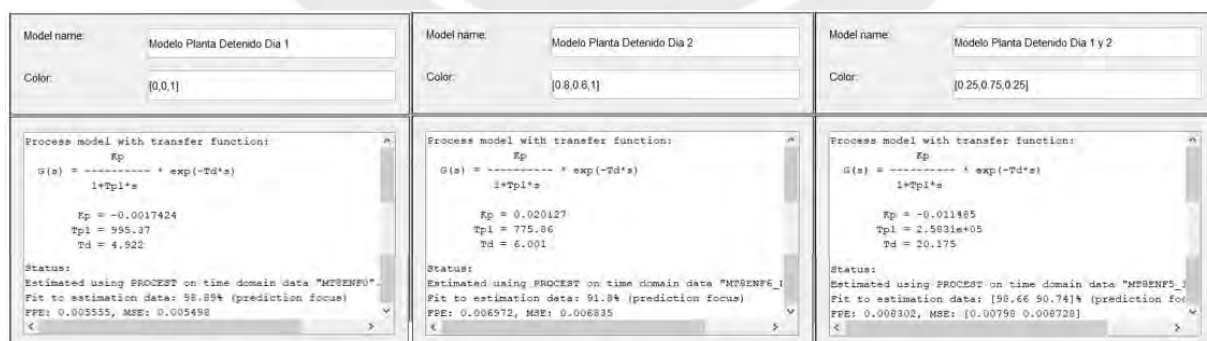 Model name: Modelo Planta Detenido Dia 1
Color: [0,0,1]
Process model with transfer function:
Kp
G(s) = ---------- * exp(-Td*s)
1+Tp1*s
Kp = -0.0017424
Tp1 = 995.37
Td = 4.922
Status:
Estimated using PROCEST on time domain data "MT8ENF0".
Fit to estimation data: 98.89% (prediction focus)
FPE: 0.005555, MSE: 0.005498
Model name: Modelo Planta Detenido Dia 2
Color: [0.8,0.6,1]
Process model with transfer function:
Kp
G(s) = ---------- * exp(-Td*s)
1+Tp1*s
Kp = 0.020127
Tp1 = 775.86
Td = 6.001
Status:
Estimated using PROCEST on time domain data "MT8ENF6_
Fit to estimation data: 91.8% (prediction focus)
FPE: 0.006972, MSE: 0.006835
Model name: Modelo Planta Detenido Dia 1 y 2
Color: [0.25,0.75,0.25]
Process model with transfer function:
Kp
G(s) = ---------- * exp(-Td*s)
1+Tp1*s
Kp = -0.011485
Tp1 = 2.5831e+05
Td = 20.175
Status:
Estimated using PROCEST on time domain data "MT8ENF5_
Fit to estimation data: [98.66 90.74]% (prediction foc
FPE: 0.008302, MSE: [0.00798 0.008728]